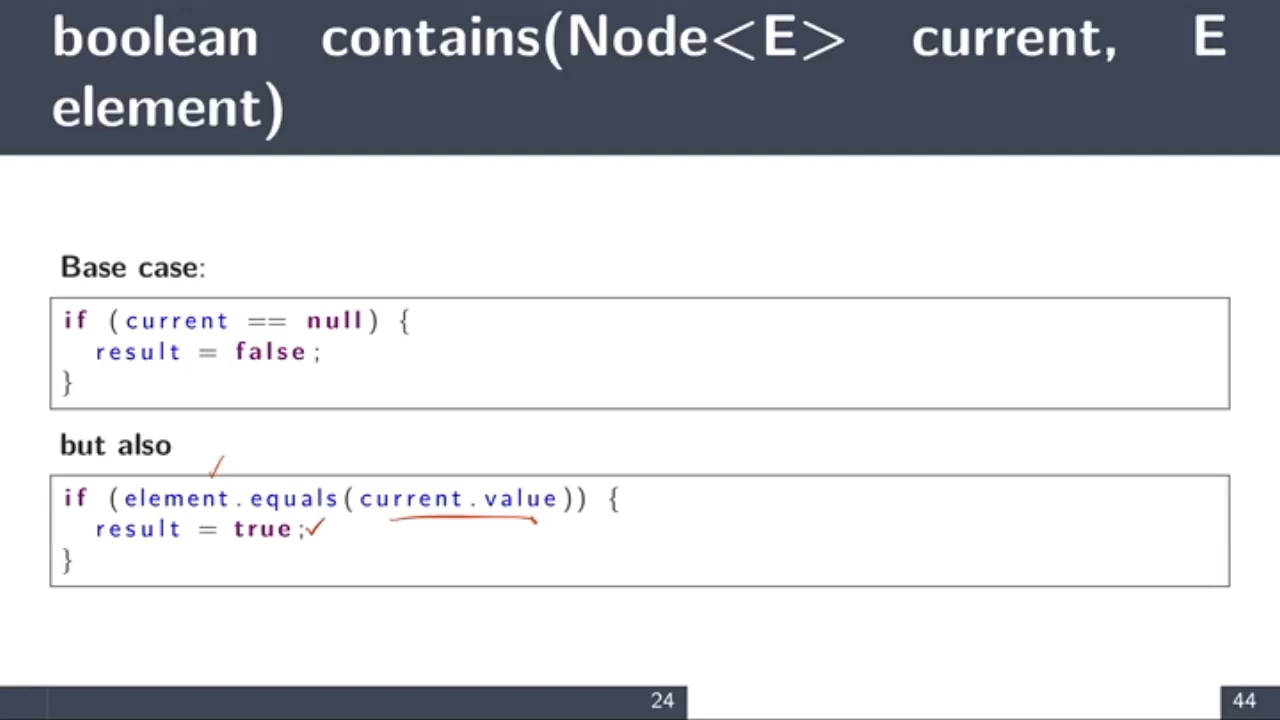 boolean contains(Node<E> current, E
element)
Base case:
if (current == null) {
result = false;
}
but also
if (element.equals(current.value)) {
result = true;
}
24
44